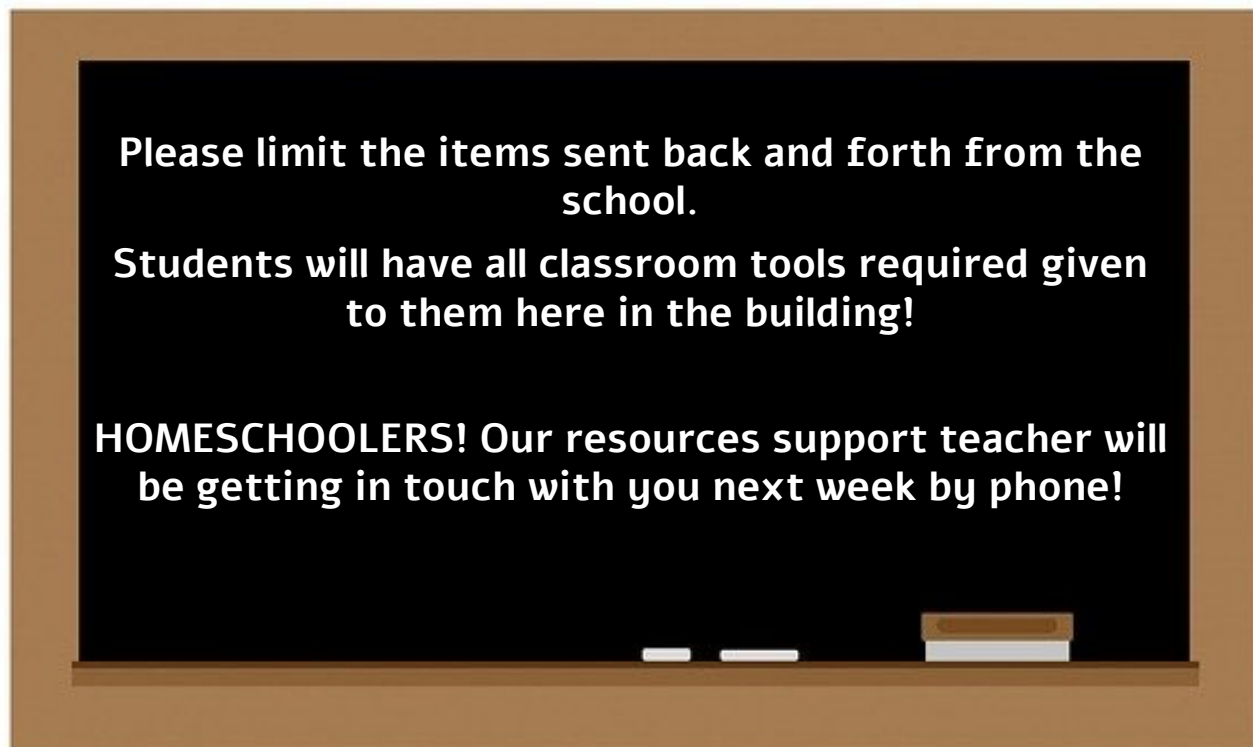 Please limit the items sent back and forth from the
school.
Students will have all classroom tools required given
to them here in the building!
HOMESCHOOLERS! Our resources support teacher will
be getting in touch with you next week by phone!